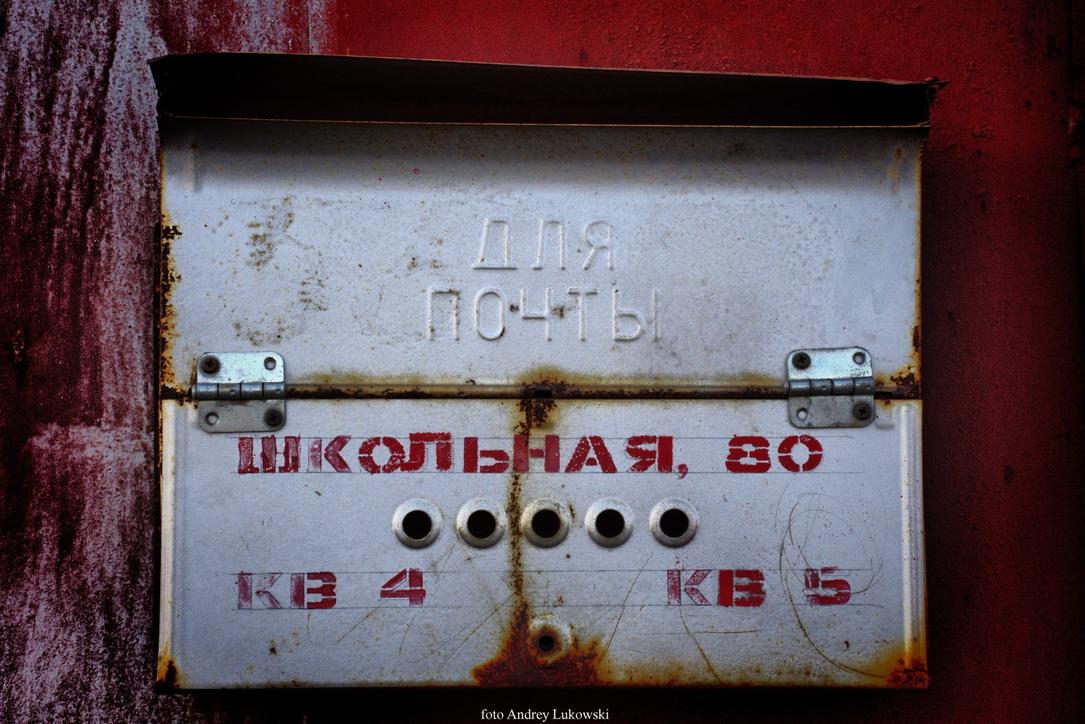 ДЛЯ
ПОЧТЫ
ШКОЛЬНАЯ, 80
КВ 4 КВ 5
foto Andrey Lukowski